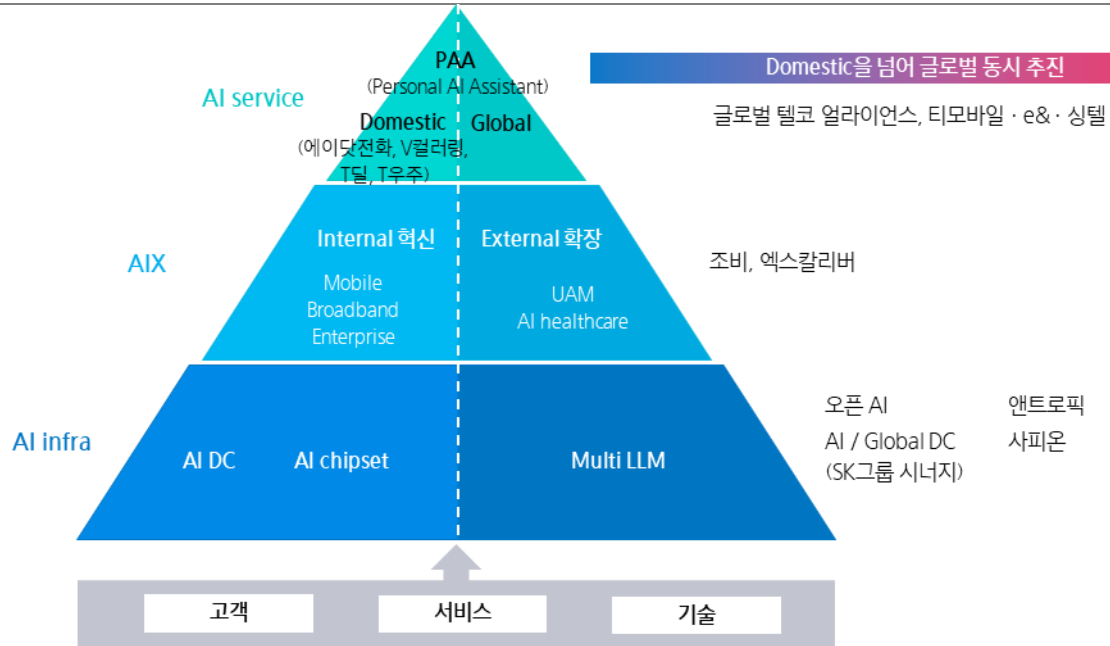 PAA
(Personal AI Assistant)
AI service
Domestic
Global
(에이닷전화, V컬러링,
T딜, T우주)
Domestic을 넘어 글로벌 동시 추진
글로벌 텔코 얼라이언스, 티모바일 · e& · 싱텔
AIX
Internal 혁신
Mobile
Broadband
Enterprise
External 확장
UAM
AI healthcare
조비, 엑스칼리버
AI infra
AI DC
AI chipset
Multi LLM
오픈 AI
앤트로픽
AI / Global DC
사피온
(SK그룹 시너지)
고객
서비스
기술